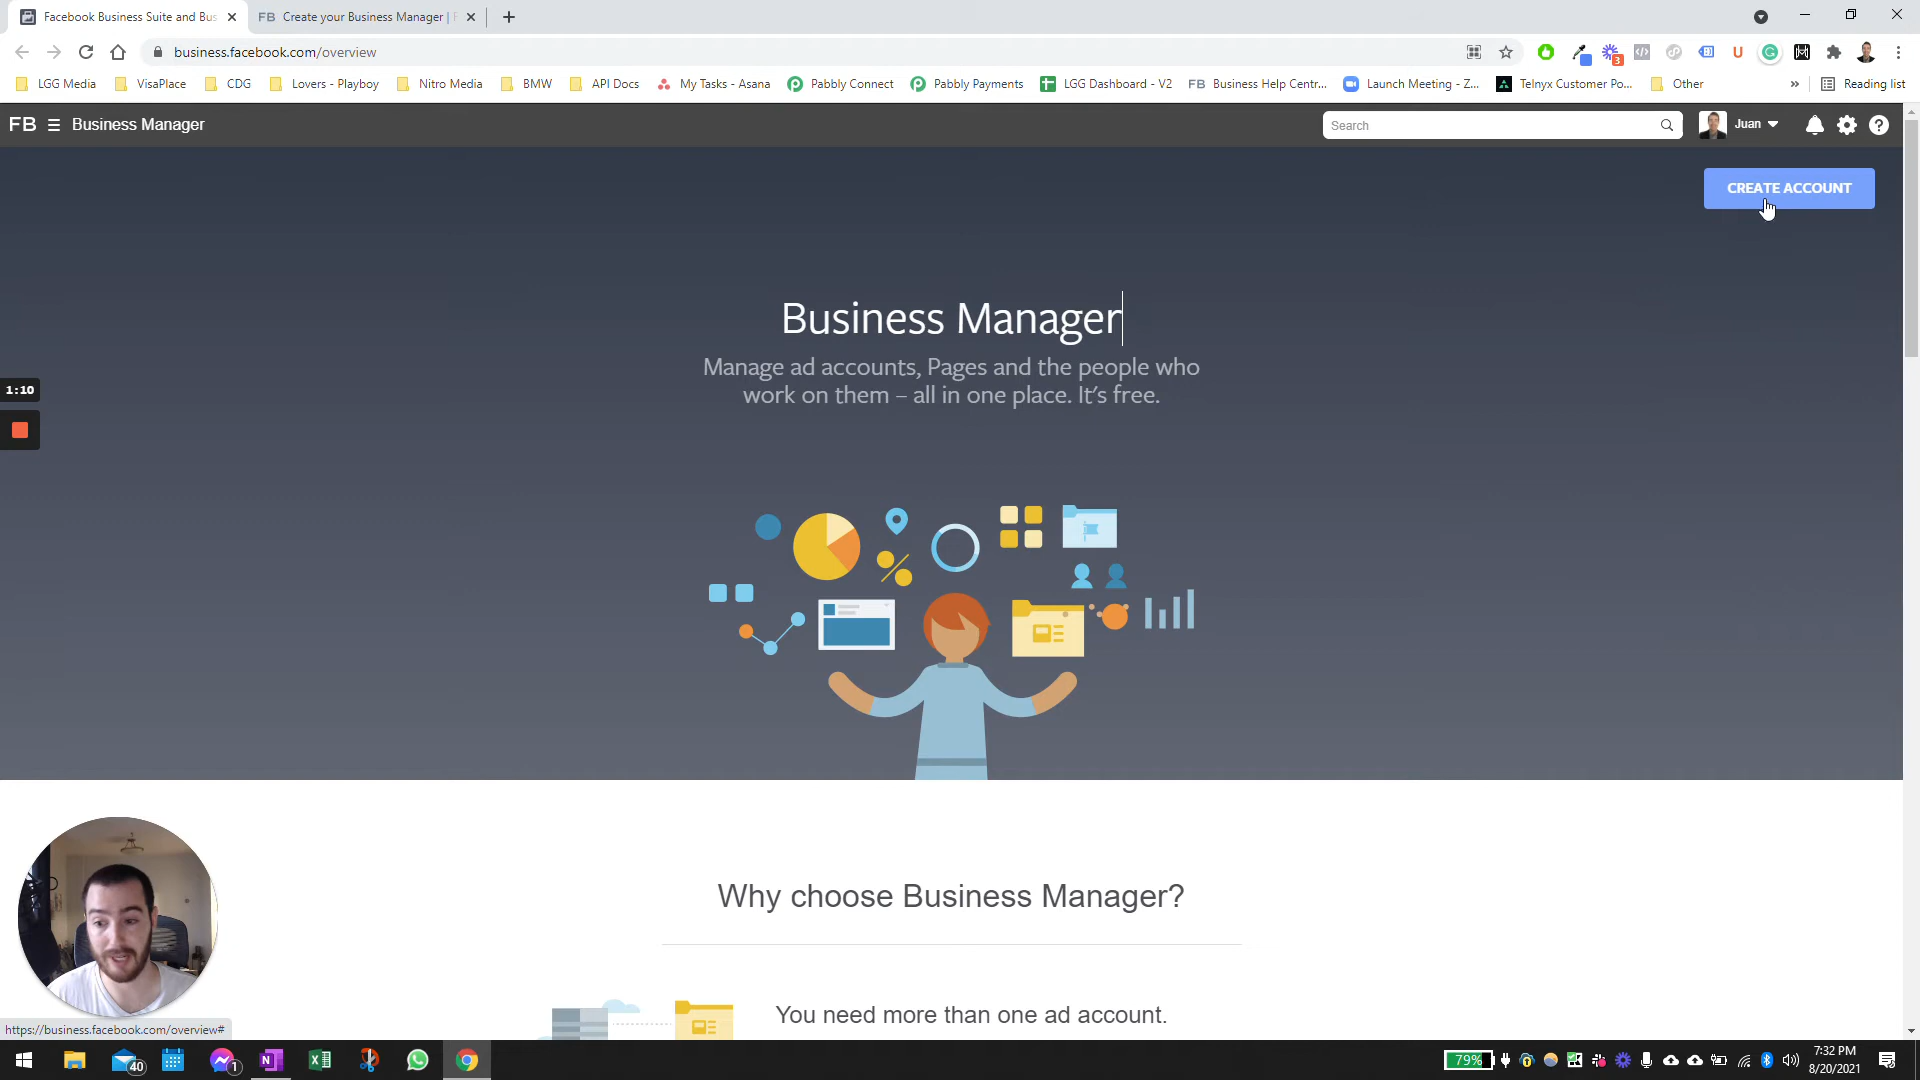 Facebook Business Suite and Bus
FB Create your Business Manager | F
business.facebook.com/overview
3
LGG Media
VisaPlace
CDG
Lovers - Playboy
Nitro Media
BMW
API Docs
My Tasks - Asana
Pabbly Connect
Pabbly Payments
LGG Dashboard - V2
FB Business Help Centr...
Launch Meeting - Z...
Telnyx Customer Po...
Other
»
Reading list
FB Business Manager
Search
Juan
CREATE ACCOUNT
Business Manager
Manage ad accounts, Pages and the people who
work on them – all in one place. It's free.
1:10
Why choose Business Manager?
You need more than one ad account.
https://business.facebook.com/overview#
40
1
79%
7:32 PM
8/20/2021